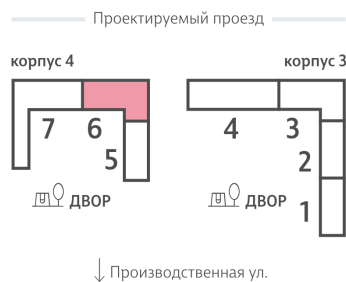 Проектируемый проезд
корпус 4
корпус 3
7
6
5
4
3
2
1
ДВОР
ДВОР
Производственная ул.